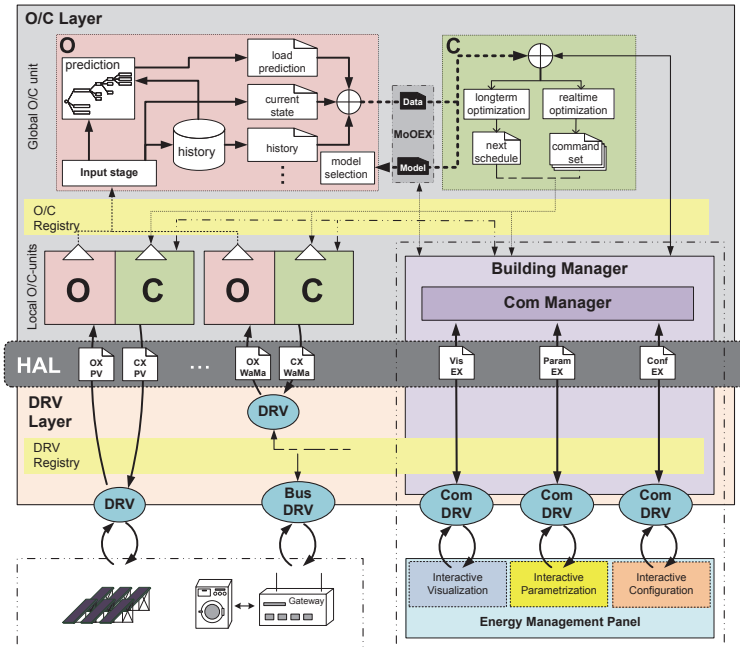 O/C Layer
Global O/C unit
O
prediction
load
prediction
current
state
history
history
Input stage
model
selection
Data
MoOEX
Model
C
longterm
optimization
realtime
optimization
next
schedule
command
set
O/C
Registry
Local O/C-units
O
C
O
C
Building Manager
Com Manager
HAL
OX
PV
CX
PV
...
OX
WaMa
CX
WaMa
Vis
EX
Param
EX
Conf
EX
DRV
Layer
DRV
DRV
Registry
DRV
Bus
DRV
Com
DRV
Com
DRV
Com
DRV
Gateway
Interactive
Visualization
Interactive
Parametrization
Interactive
Configuration
Energy Management Panel